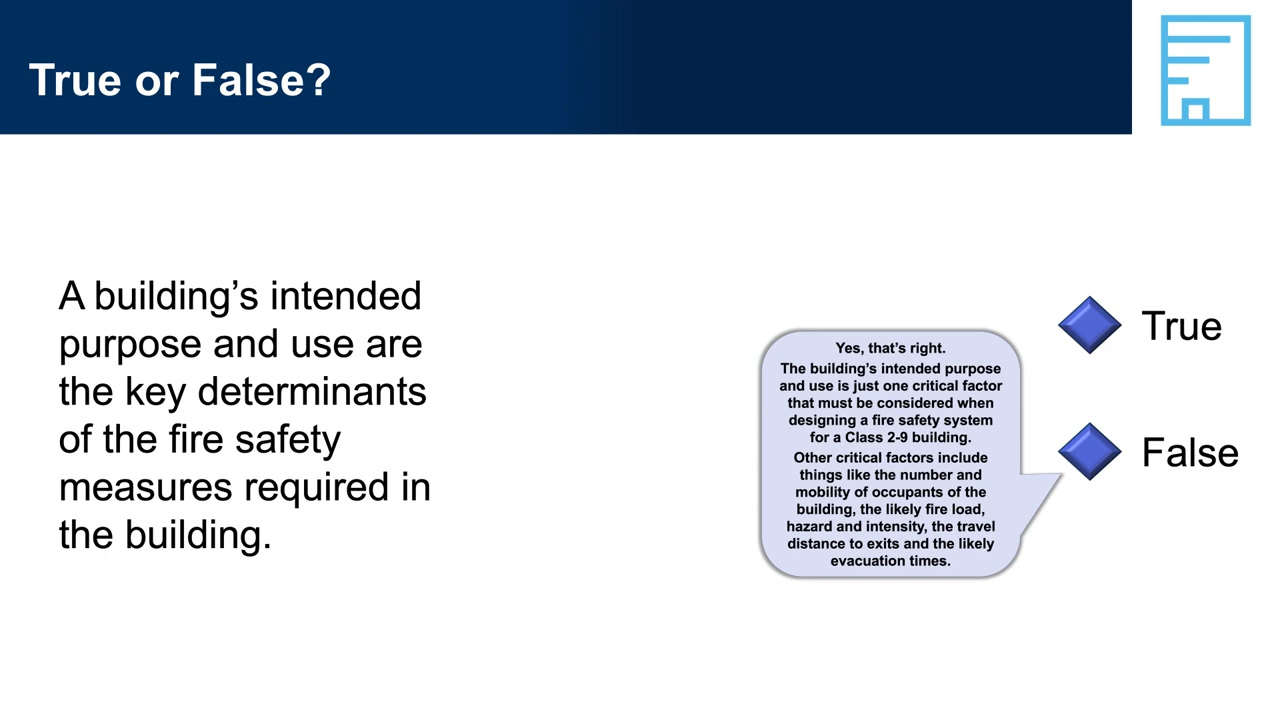 True or False?
A building’s intended
purpose and use are
the key determinants
of the fire safety
measures required in
the building.
Yes, that’s right.
The building’s intended purpose
and use is just one critical factor
that must be considered when
designing a fire safety system
for a Class 2-9 building.
Other critical factors include
things like the number and
mobility of occupants of the
building, the likely fire load,
hazard and intensity, the travel
distance to exits and the likely
evacuation times.
True
False